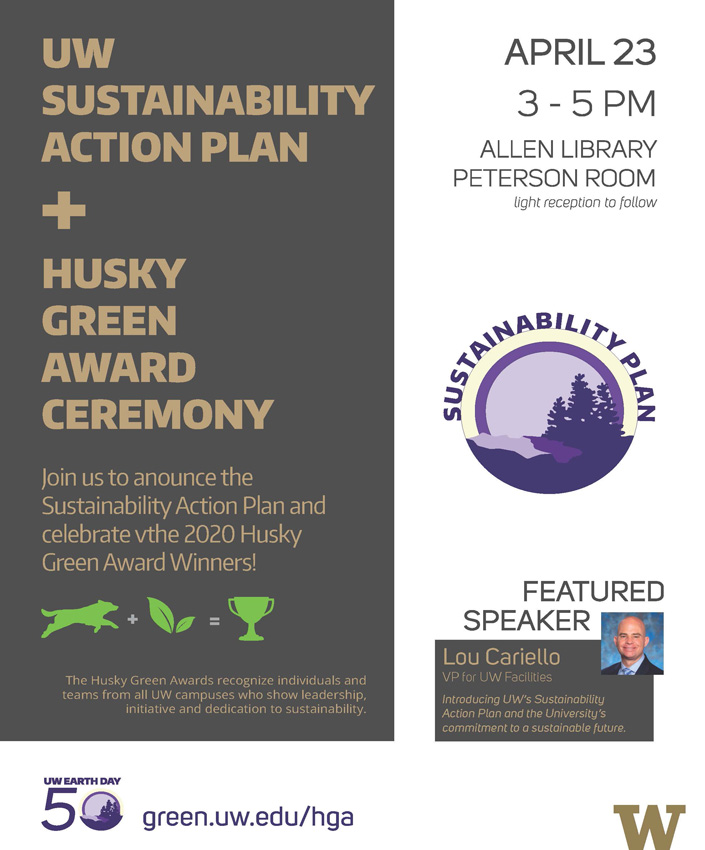 UW
SUSTAINABILITY
ACTION PLAN
+
HUSKY
GREEN
AWARD
CEREMONY
Join us to anounce the
Sustainability Action Plan and
celebrate vthe 2020 Husky
Green Award Winners!
+ =
The Husky Green Awards recognize individuals and
teams from all UW campuses who show leadership,
initiative and dedication to sustainability.
APRIL 23
3 - 5 PM
ALLEN LIBRARY
PETERSON ROOM
light reception to follow
SUSTAINABILITY PLAN
FEATURED
SPEAKER
Lou Cariello
VP for UW Facilities
Introducing UW's Sustainability
Action Plan and the University's
commitment to a sustainable future.
UW EARTH DAY
50
green.uw.edu/hga
W